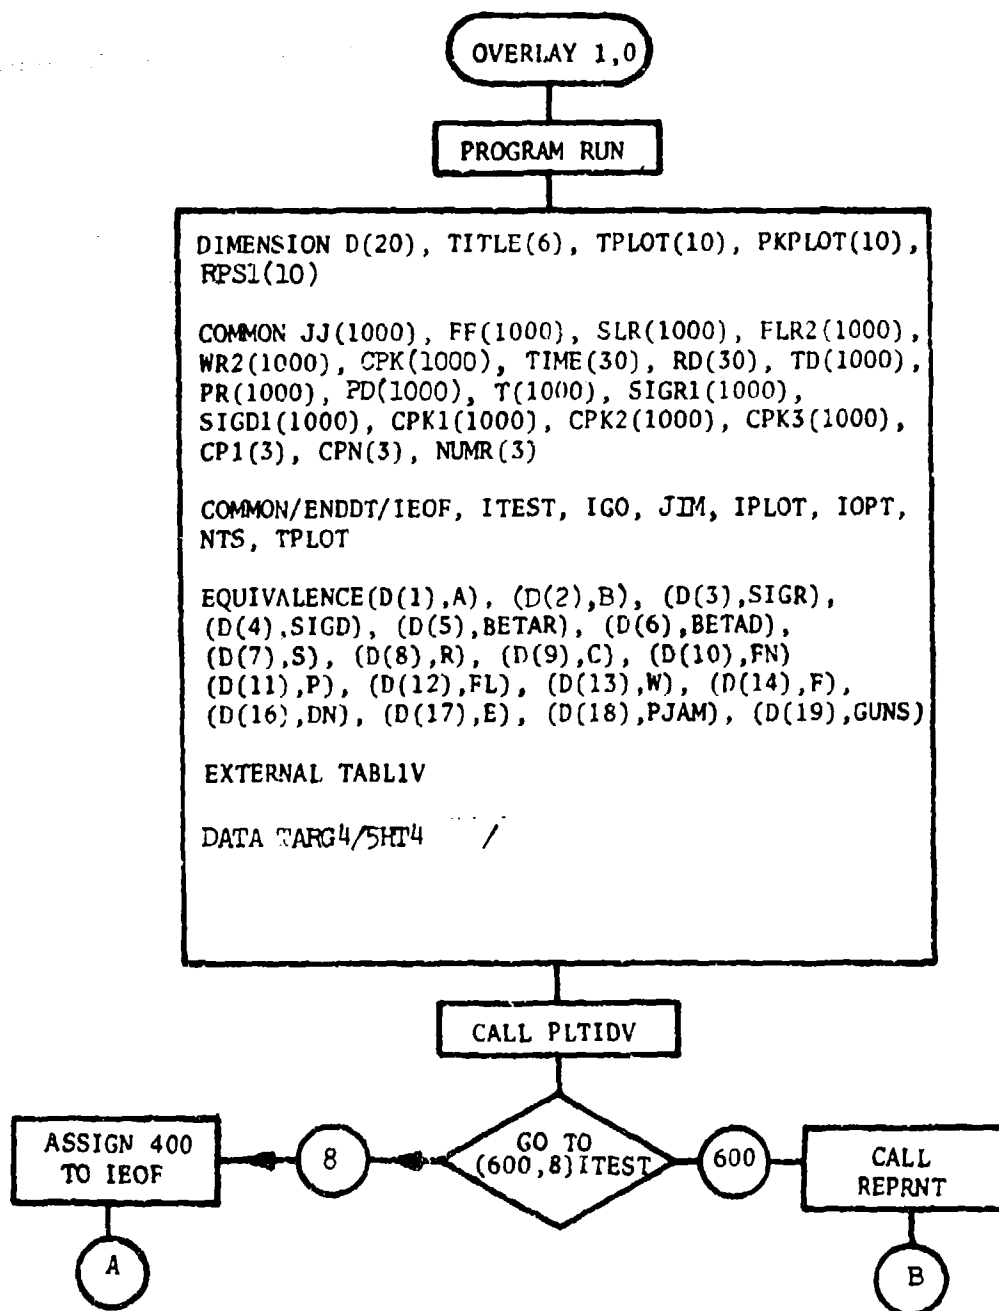 OVERLAY 1,0
PROGRAM RUN
DIMENSION D(20), TITLE(6), TPLOT(10), PKPLOT(10),
RPS1(10)
COMMON JJ(1000), FF(1000), SLR(1000), FLR2(1000),
WR2(1000), CPK(1000), TIME(30), RD(30), TD(1000),
PR(1000), PD(1000), T(1000), SIGR1(1000),
SIGD1(1000), CPK1(1000), CPK2(1000), CPK3(1000),
CP1(3), CPN(3), NUMR(3)
COMMON/ENDDT/IEOF, ITEST, IGO, JIM, IPLOT, IOPT,
NTS, TPLOT
EQUIVALENCE(D(1),A), (D(2),B), (D(3),SIGR),
(D(4),SIGD), (D(5),BETAR), (D(6),BETAD),
(D(7),S), (D(8),R), (D(9),C), (D(10),FN)
(D(11),P), (D(12),FL), (D(13),W), (D(14),F),
(D(16),DN), (D(17),E), (D(18),PJAM), (D(19),GUNS)
EXTERNAL TABL1V
DATA TARG4/5HT4 /
CALL PLTIDV
ASSIGN 400
TO IEOF
8
GO TO
(600,8)ITEST
600
CALL
REPRNT
A
B